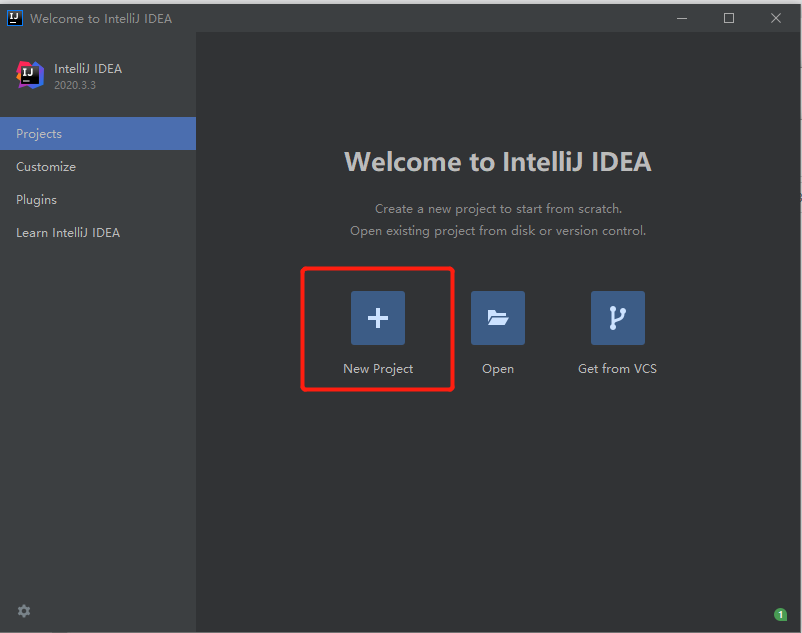 Welcome to IntelliJ IDEA
IntelliJ IDEA
2020.3.3
Projects
Customize
Plugins
Learn IntelliJ IDEA
Welcome to IntelliJ IDEA
Create a new project to start from scratch.
Open existing project from disk or version control.
New Project
Open
Get from VCS
1